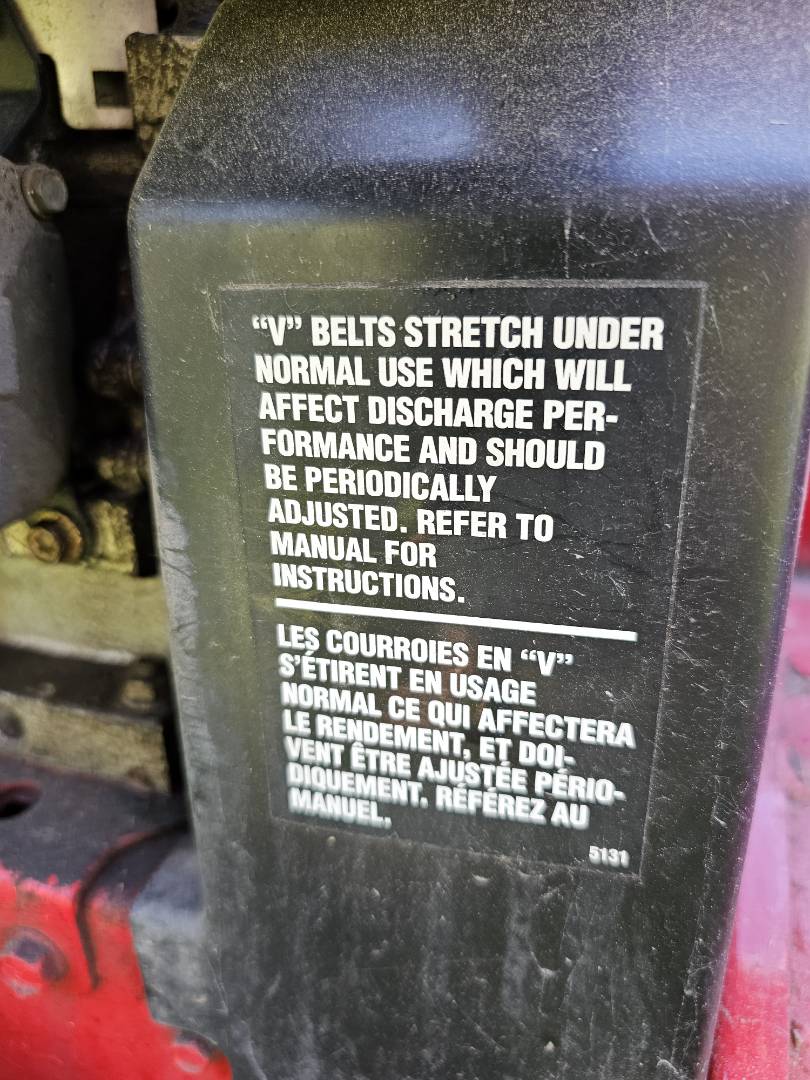 “V” BELTS STRETCH UNDER
NORMAL USE WHICH WILL
AFFECT DISCHARGE PER-
FORMANCE AND SHOULD
BE PERIODICALLY
ADJUSTED. REFER TO
MANUAL FOR
INSTRUCTIONS.
LES COURROIES EN “V”
S’ÉTIRENT EN USAGE
NORMAL CE QUI AFFECTERA
LE RENDEMENT, ET DOI-
VENT ÊTRE AJUSTÉE PÉRIO-
DIQUEMENT. RÉFÉREZ AU
MANUEL.
5131